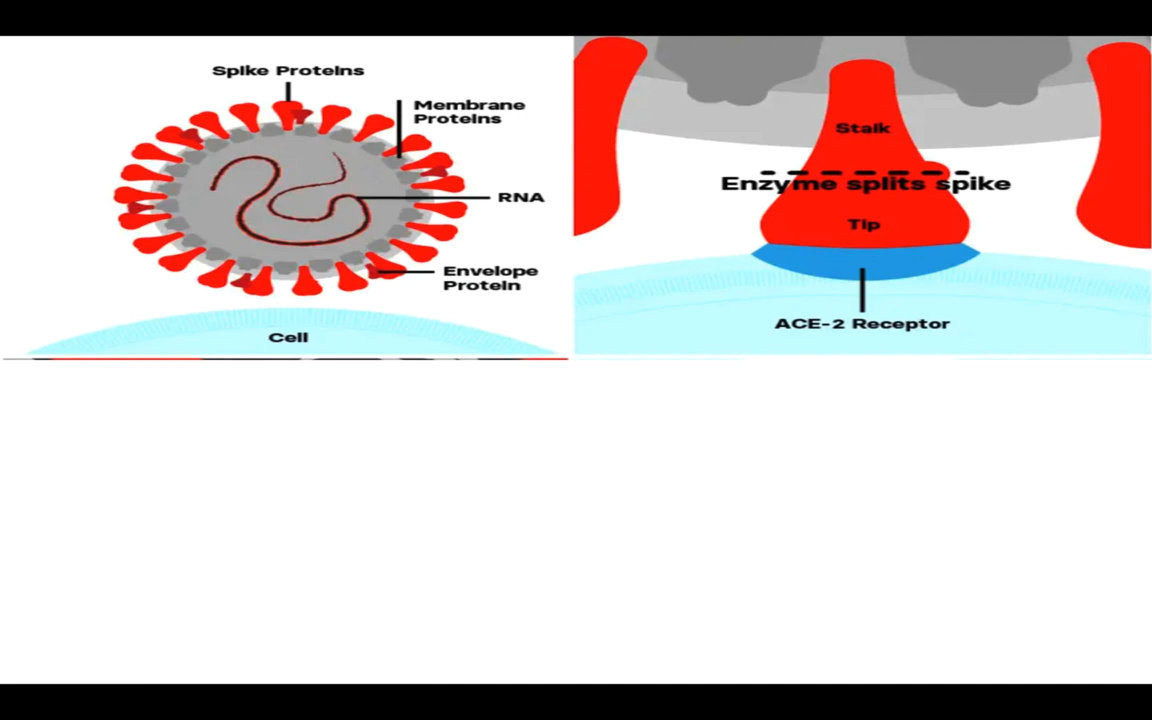 Spike Proteins
Membrane
Proteins
RNA
Envelope
Protein
Cell
Stalk
Enzyme splits spike
Tip
ACE-2 Receptor